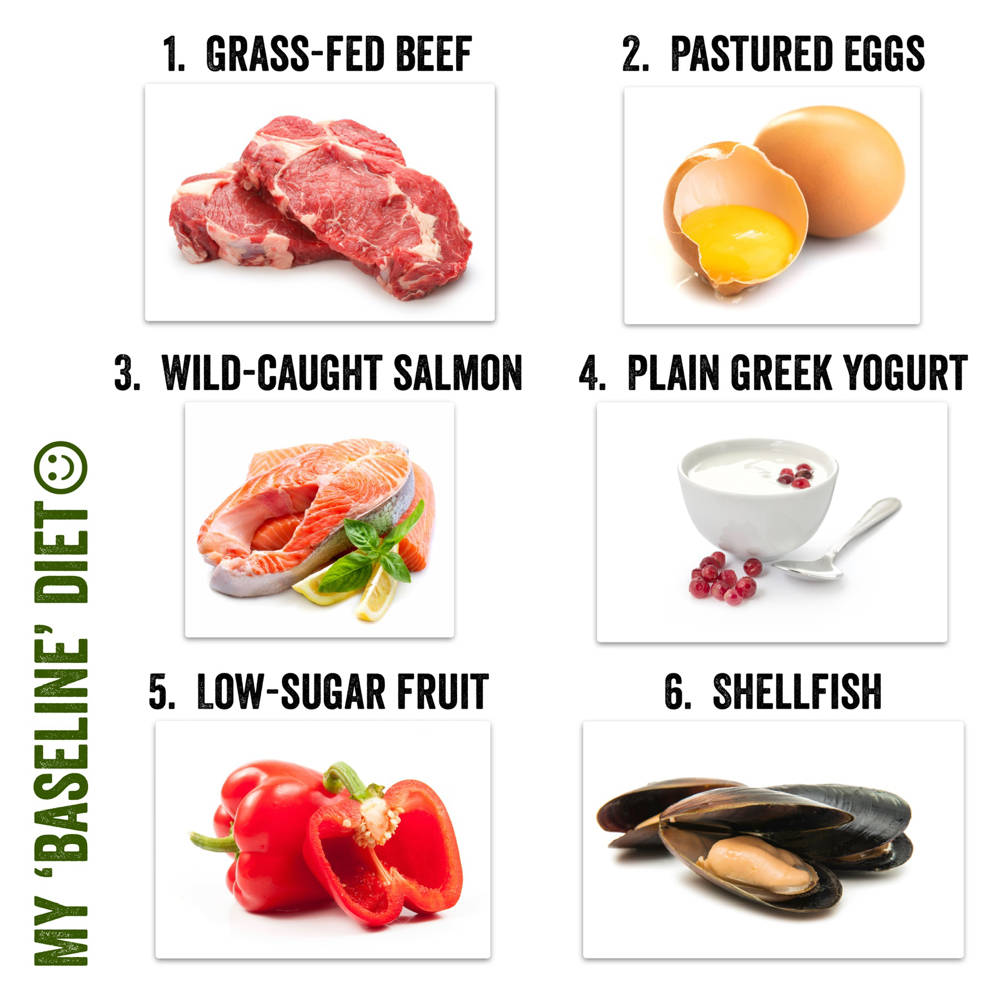 1. GRASS-FED BEEF
2. PASTURED EGGS
3. WILD-CAUGHT SALMON
4. PLAIN GREEK YOGURT
5. LOW-SUGAR FRUIT
6. SHELLFISH
MY ‘BASELINE’ DIET☺